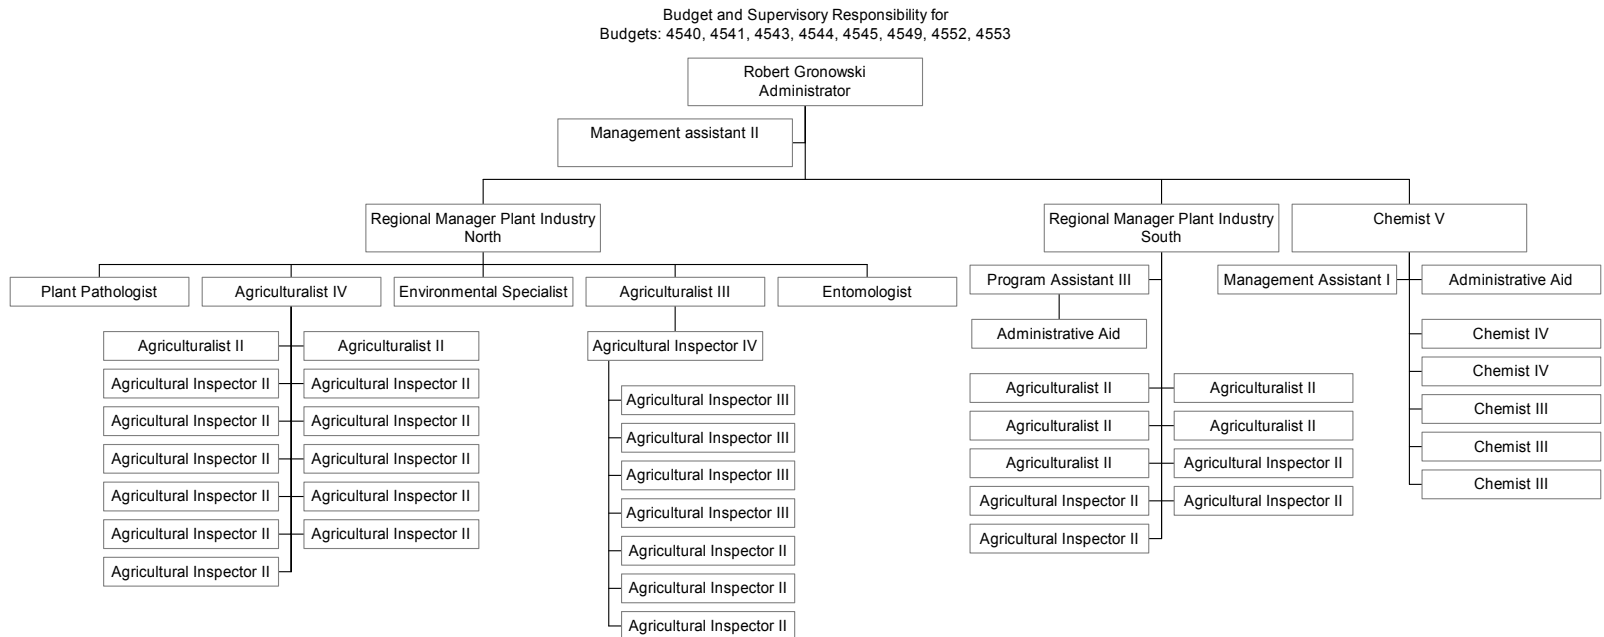 Budget and Supervisory Responsibility for
Budgets: 4540, 4541, 4543, 4544, 4545, 4549, 4552, 4553
Robert Gronowski
Administrator
Management assistant II
Regional Manager Plant Industry
North
Regional Manager Plant Industry
South
Chemist V
Plant Pathologist
Agriculturalist IV
Environmental Specialist
Agriculturalist III
Entomologist
Program Assistant III
Management Assistant I
Administrative Aid
Agriculturalist II
Agriculturalist II
Agricultural Inspector II
Agricultural Inspector II
Agricultural Inspector II
Agricultural Inspector II
Agricultural Inspector II
Agricultural Inspector II
Agricultural Inspector II
Agricultural Inspector II
Agricultural Inspector II
Agricultural Inspector II
Agricultural Inspector II
Agricultural Inspector IV
Agricultural Inspector III
Agricultural Inspector III
Agricultural Inspector III
Agricultural Inspector III
Agricultural Inspector II
Agricultural Inspector II
Agricultural Inspector II
Administrative Aid
Agriculturalist II
Agriculturalist II
Agriculturalist II
Agriculturalist II
Agriculturalist II
Agricultural Inspector II
Agricultural Inspector II
Agricultural Inspector II
Agricultural Inspector II
Chemist IV
Chemist IV
Chemist III
Chemist III
Chemist III